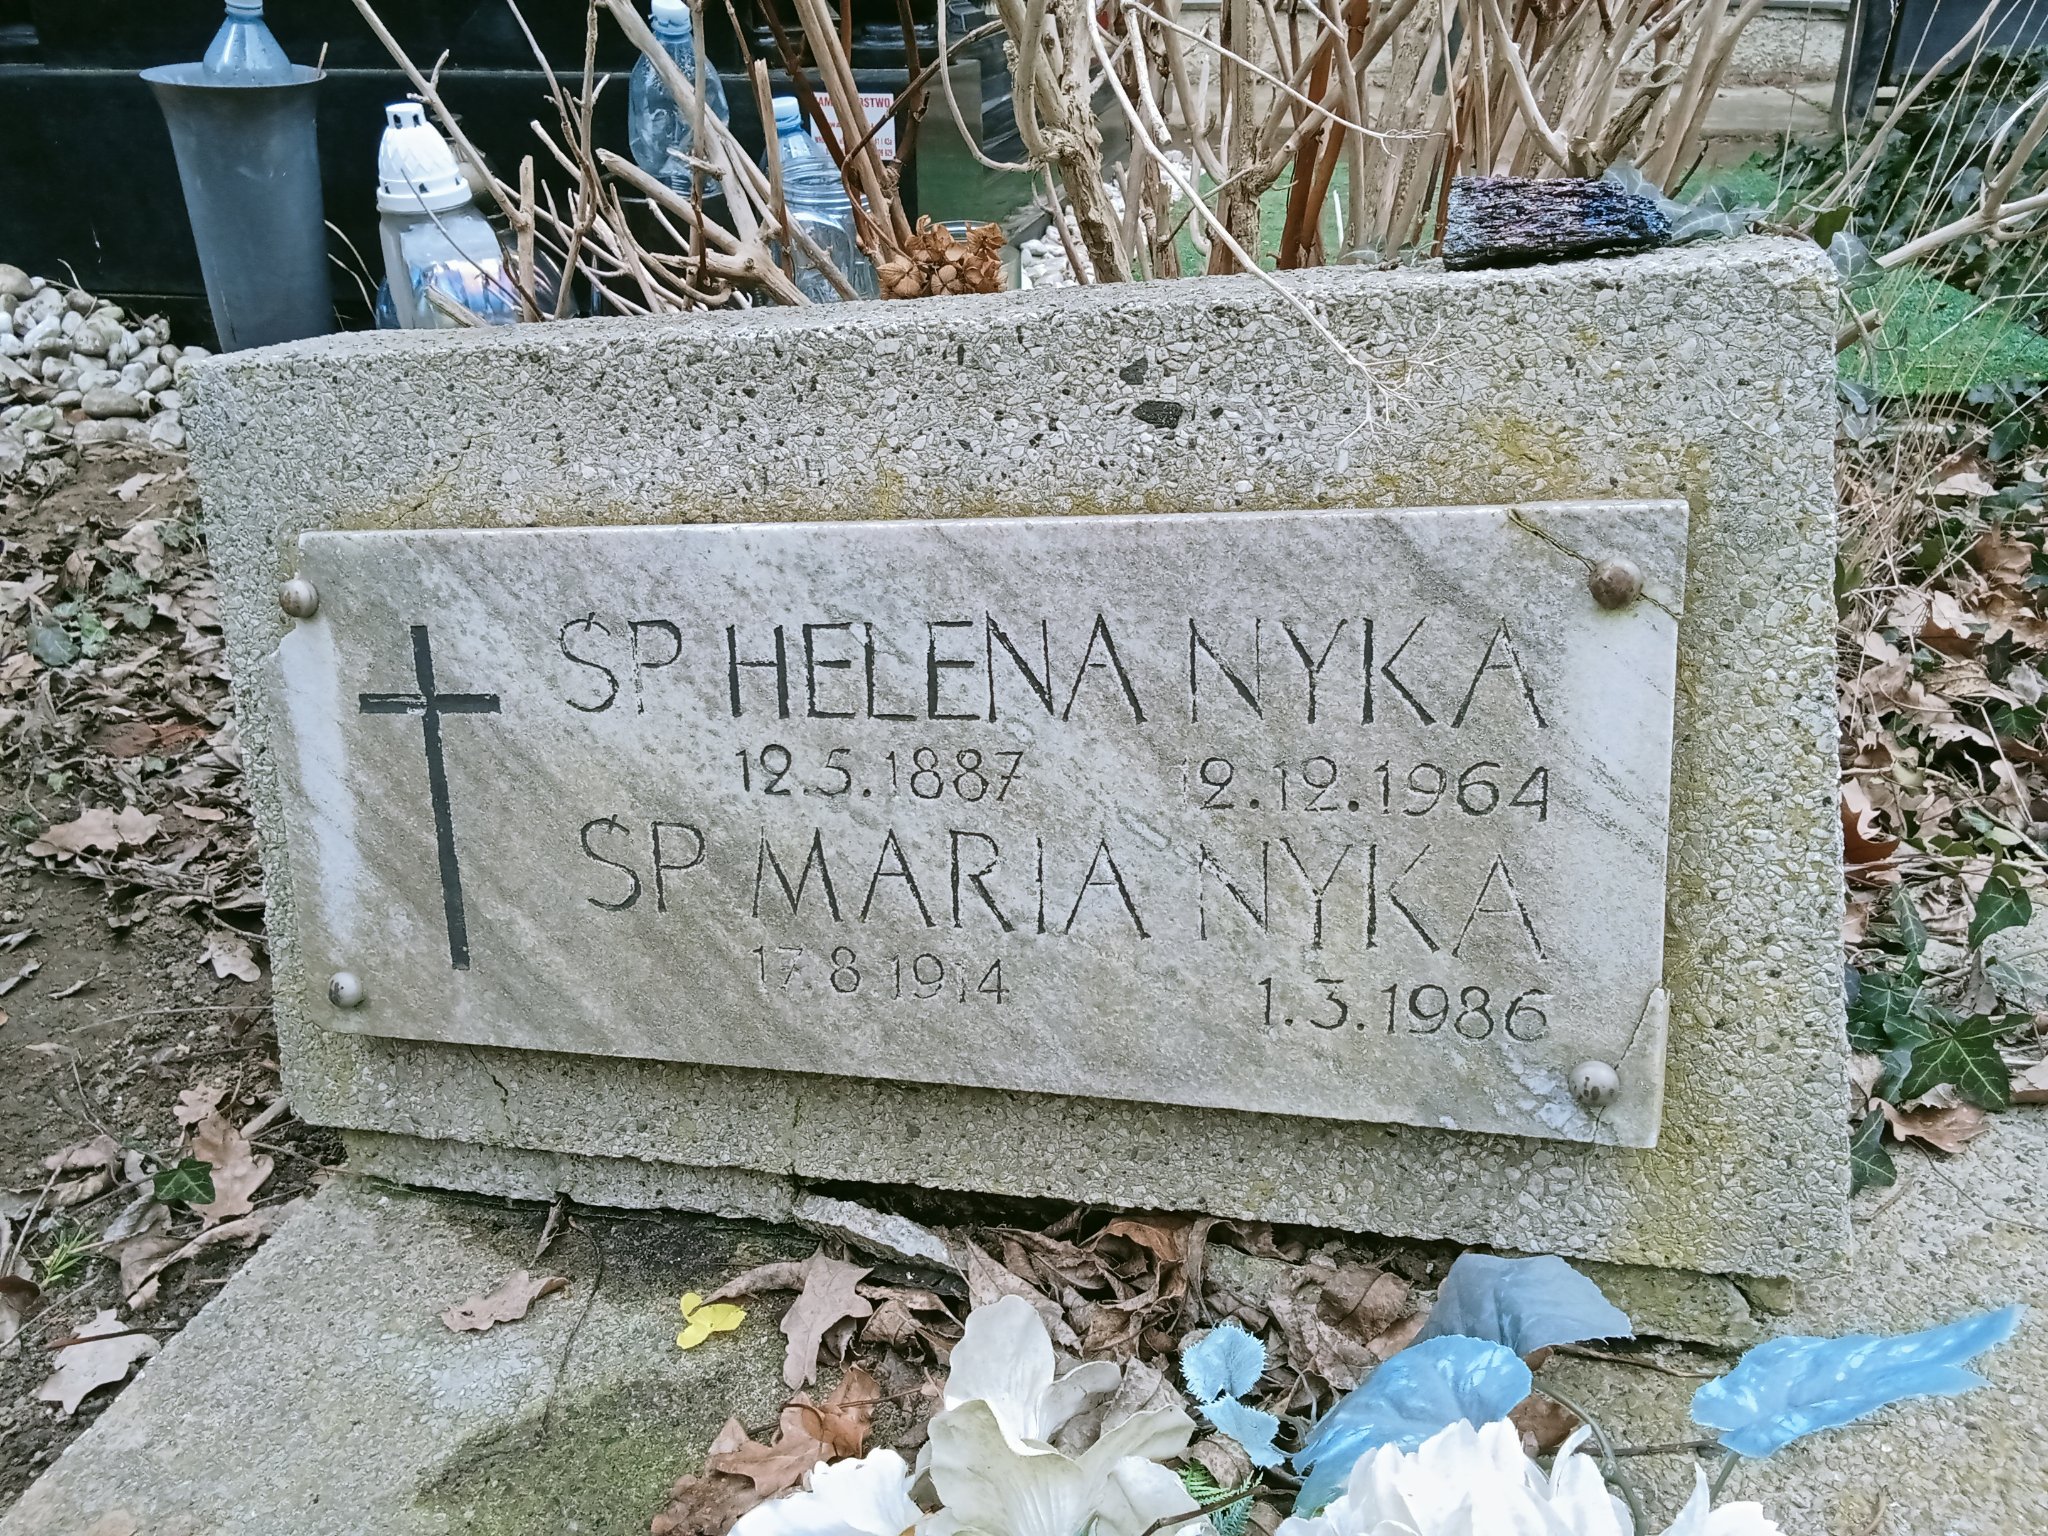 ŚP HELENA NYKA
12.5.1887 12.12.1964
ŚP MARIA NYKA
17.8.1914 1.3.1986